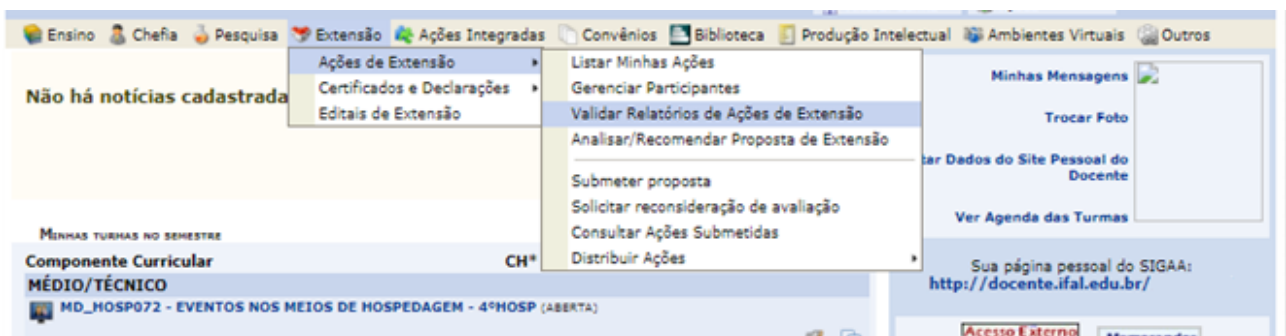 Ensino Chefia Pesquisa Extensão Ações Integradas Convênios Biblioteca Produção Intelectual Ambientes Virtuais Outros
Ações de Extensão
Certificados e Declarações
Editais de Extensão
Listar Minhas Ações
Gerenciar Participantes
Validar Relatórios de Ações de Extensão
Analisar/Recomendar Proposta de Extensão
Submeter proposta
Solicitar reconsideração de avaliação
Consultar Ações Submetidas
Distribuir Ações
Não há notícias cadastrada
Minhas turmas no semestre
Componente Curricular CH*
MÉDIO/TÉCNICO
MD_HOSP072 - EVENTOS NOS MEIOS DE HOSPEDAGEM - 4ºHOSP (ABERTA)
Minhas Mensagens
Trocar Foto
tar Dados do Site Pessoal do
Docente
Ver Agenda das Turmas
Sua página pessoal do SIGAA:
http://docente.ifal.edu.br/
Acesso Externo